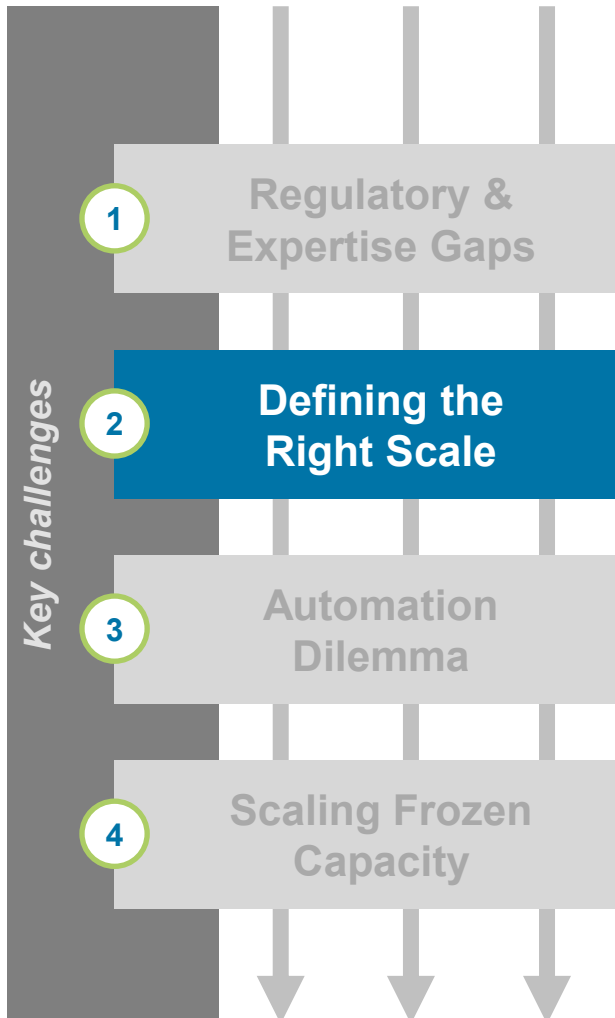 Key challenges
1
Regulatory &
Expertise Gaps
2
Defining the
Right Scale
3
Automation
Dilemma
4
Scaling Frozen
Capacity